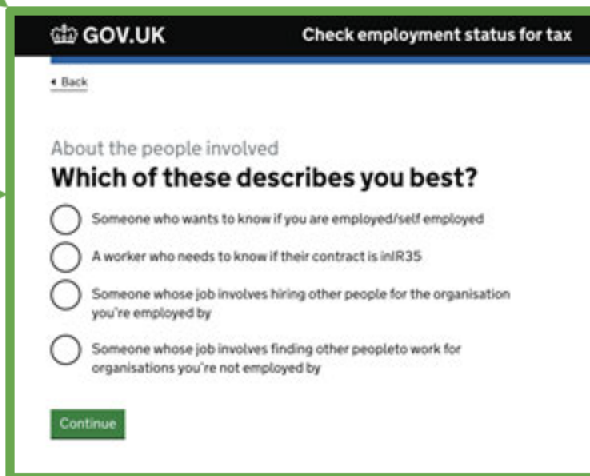 GOV.UK Check employment status for tax
Back
About the people involved
Which of these describes you best?
Someone who wants to know if you are employed/self employed
A worker who needs to know if their contract is inIR35
Someone whose job involves hiring other people for the organisation
you're employed by
Someone whose job involves finding other peopleto work for
organisations you're not employed by
Continue